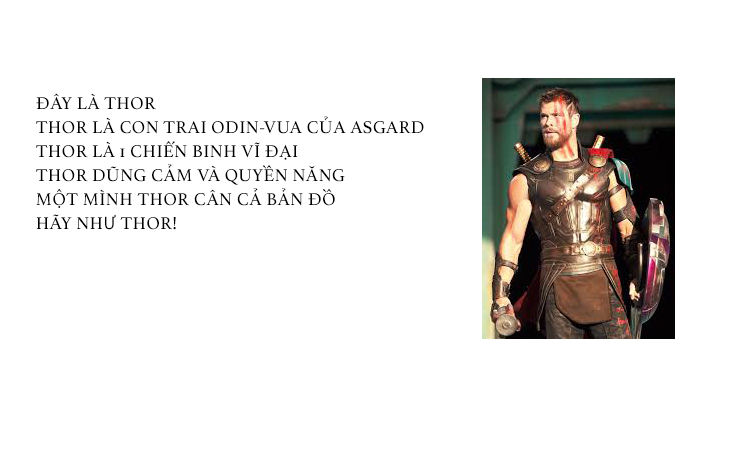 ĐÂY LÀ THOR
THOR LÀ CON TRAI ODIN-VUA CỦA ASGARD
THOR LÀ 1 CHIẾN BINH VĨ ĐẠI
THOR DŨNG CẢM VÀ QUYỀN NĂNG
MỘT MÌNH THOR CÂN CẢ BẢN ĐỒ
HÃY NHƯ THOR!